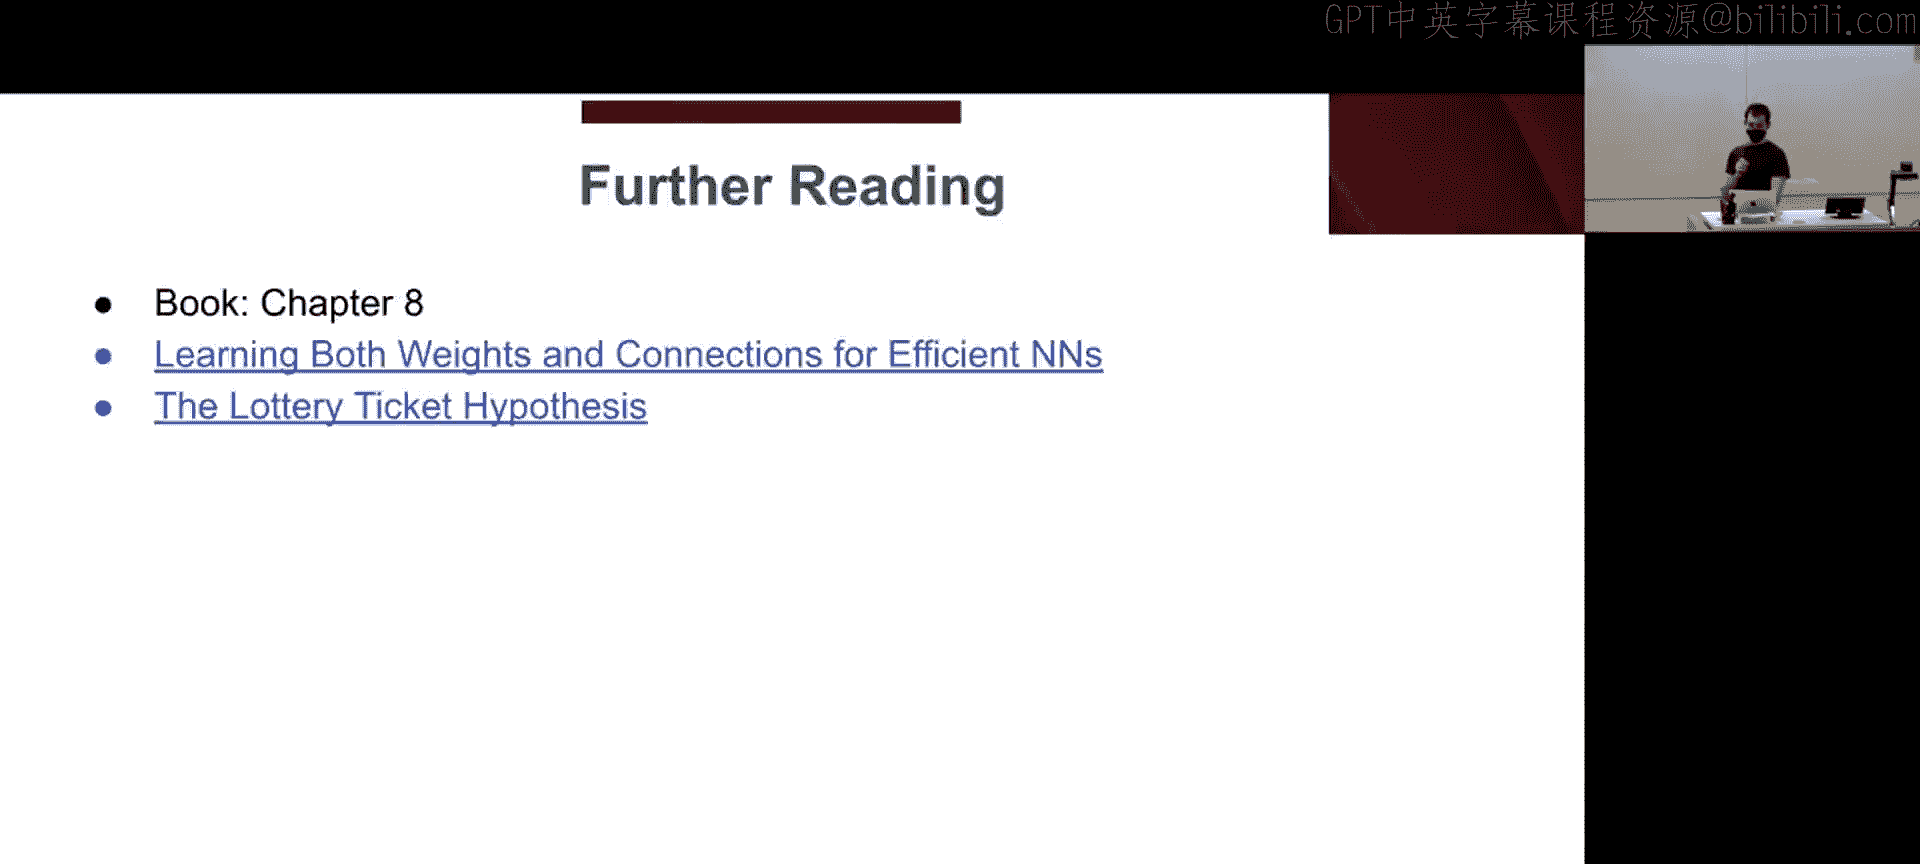 GPT中英字幕课程资源@bilibili.com
Further Reading
● Book: Chapter 8
● Learning Both Weights and Connections for Efficient NNs
● The Lottery Ticket Hypothesis